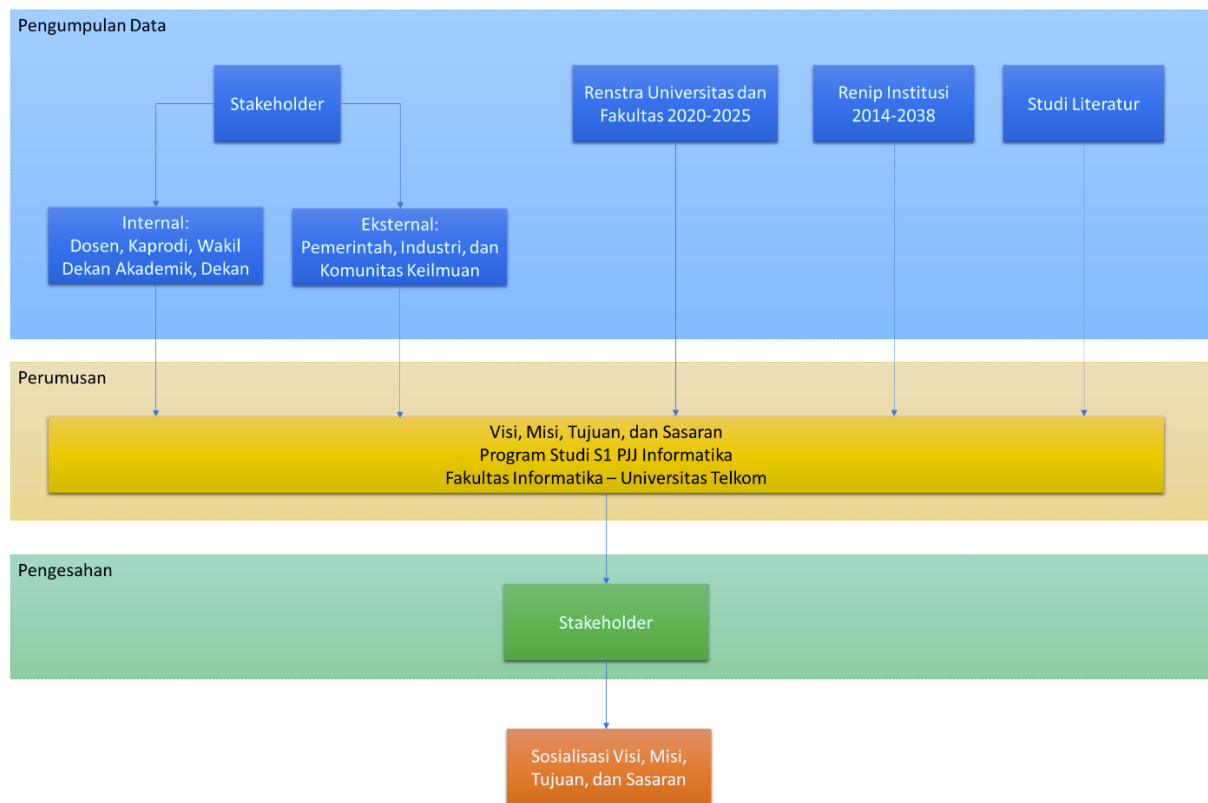 Pengumpulan Data
Stakeholder
Renstra Universitas dan
Fakultas 2020-2025
Renip Institusi
2014-2038
Studi Literatur
Internal:
Dosen, Kaprodi, Wakil
Dekan Akademik, Dekan
Eksternal:
Pemerintah, Industri, dan
Komunitas Keilmuan
Perumusan
Visi, Misi, Tujuan, dan Sasaran
Program Studi S1 PJJ Informatika
Fakultas Informatika – Universitas Telkom
Pengesahan
Stakeholder
Sosialisasi Visi, Misi,
Tujuan, dan Sasaran